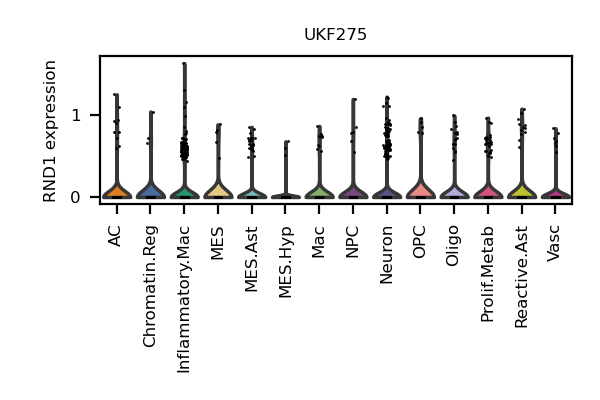 UKF275
RND1 expression
1
0
AC
Chromatin.Reg
Inflammatory.Mac
MES
MES.Ast
MES.Hyp
Mac
NPC
Neuron
OPC
Oligo
Prolif.Metab
Reactive.Ast
Vasc